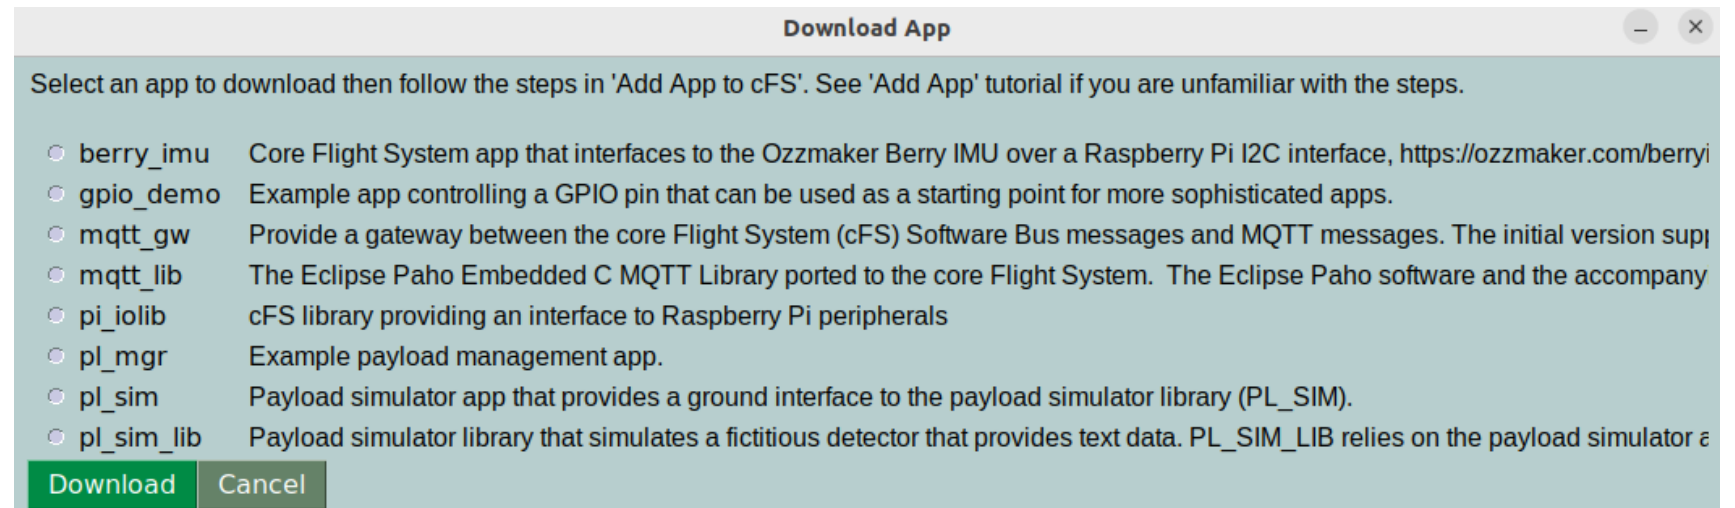 Download App
Select an app to download then follow the steps in 'Add App to cFS'. See 'Add App' tutorial if you are unfamiliar with the steps.
berry_imu Core Flight System app that interfaces to the Ozzmaker Berry IMU over a Raspberry Pi I2C interface, https://ozzmaker.com/berryi
gpio_demo Example app controlling a GPIO pin that can be used as a starting point for more sophisticated apps.
mqtt_gw Provide a gateway between the core Flight System (cFS) Software Bus messages and MQTT messages. The initial version
mqtt_lib The Eclipse Paho Embedded C MQTT Library ported to the core Flight System.  The Eclipse Paho software and the accompany
pi_iolib cFS library providing an interface to Raspberry Pi peripherals
pl_mgr Example payload management app.
pl_sim Payload simulator app that provides a ground interface to the payload simulator library (PL_SIM).
pl_sim_lib Payload simulator library that simulates a fictitious detector that provides text data. PL_SIM_LIB relies on the payload simulator
Download Cancel